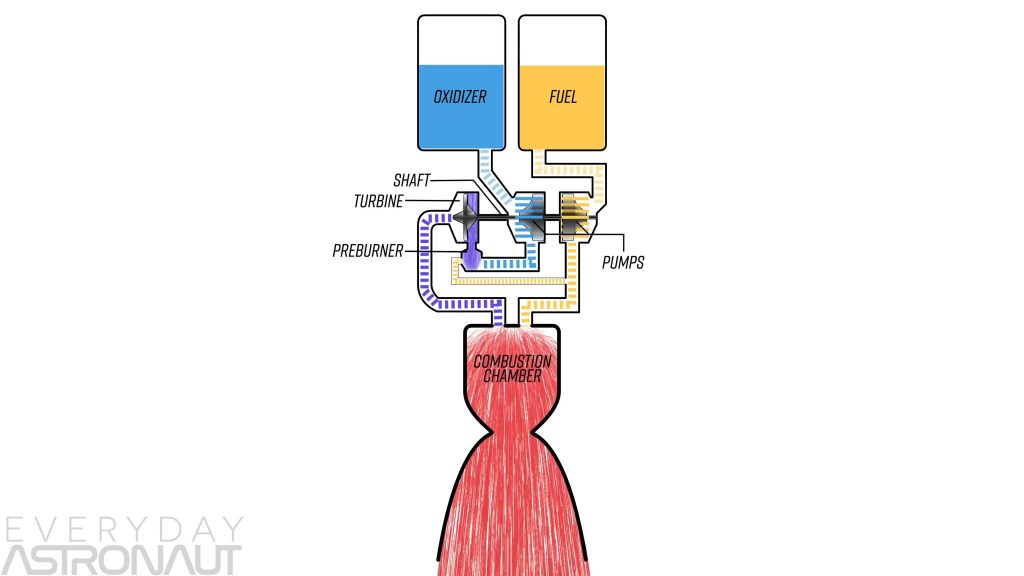 OXIDIZER
FUEL
SHAFT
TURBINE
PREBURNER
PUMPS
COMBUSTION
CHAMBER
EVERYDAY
ASTRONAUT